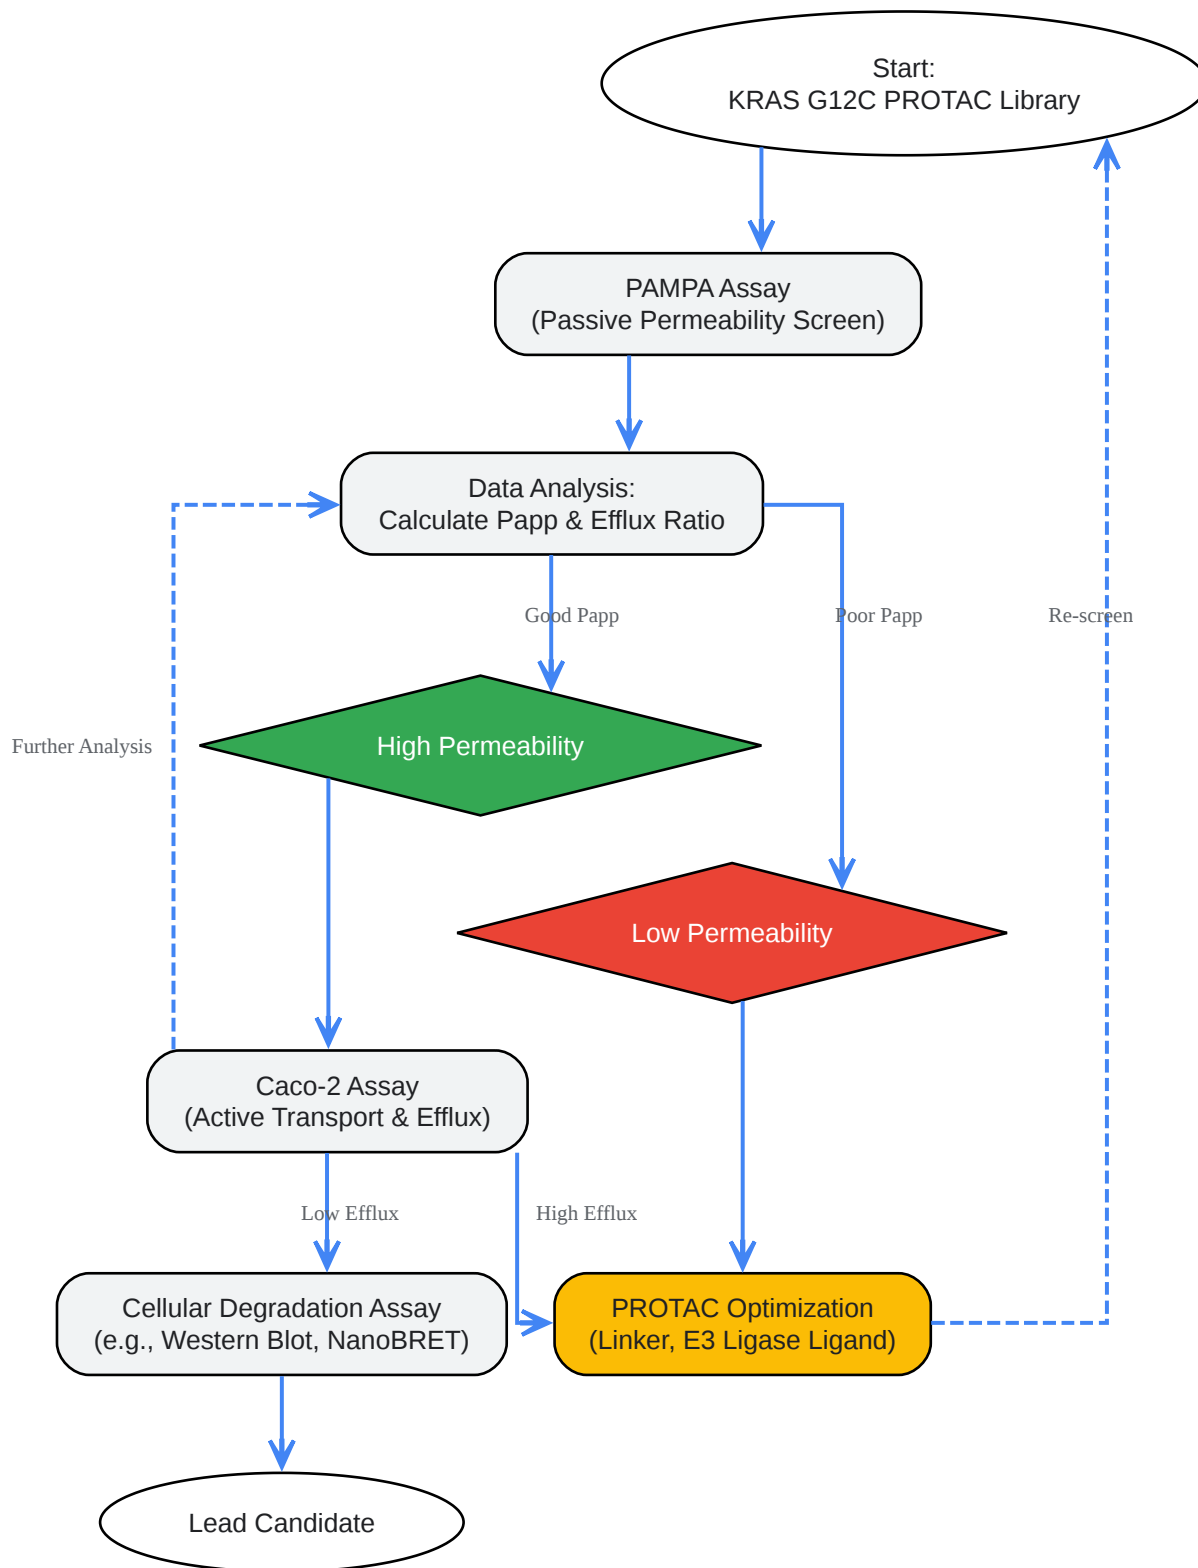 Start:
KRAS G12C PROTAC Library
PAMPA Assay
(Passive Permeability Screen)
Data Analysis:
Calculate Papp & Efflux Ratio
Good Papp
Poor Papp
Re-screen
Further Analysis
High Permeability
Low Permeability
Caco-2 Assay
(Active Transport & Efflux)
Low Efflux
High Efflux
Cellular Degradation Assay
(e.g., Western Blot, NanoBRET)
PROTAC Optimization
(Linker, E3 Ligase Ligand)
Lead Candidate